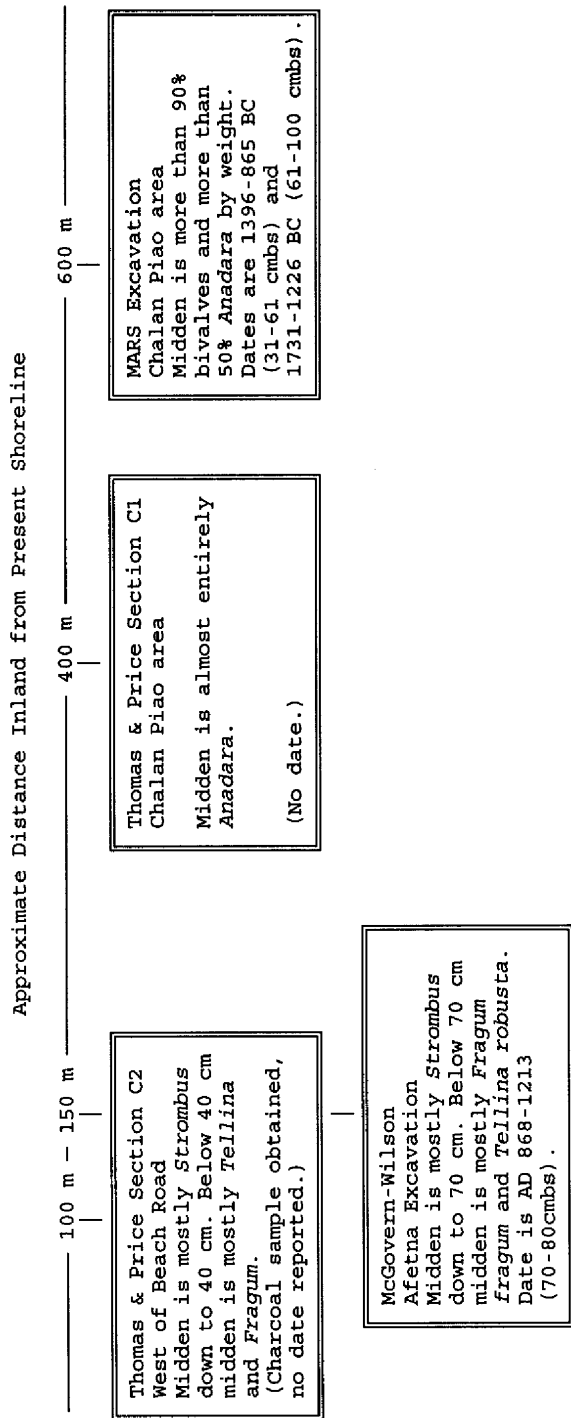 Approximate Distance Inland from Present Shoreline
100 m – 150 m
400 m
600 m
Thomas & Price Section C2
West of Beach Road
Midden is mostly Strombus
down to 40 cm. Below 40 cm
midden is mostly Tellina
and Fragum.
(Charcoal sample obtained,
no date reported.)
McGovern-Wilson
Afetna Excavation
Midden is mostly Strombus
down to 70 cm. Below 70 cm
midden is mostly Fragum
fragum and Tellina robusta.
Date is AD 868-1213
(70-80cmbs).
Thomas & Price Section C1
Chalan Piao area
Midden is almost entirely
Anadara.
(No date.)
MARS Excavation
Chalan Piao area
Midden is more than 90%
bivalves and more than
50% Anadara by weight.
Dates are 1396-865 BC
(31-61 cmbs) and
1731-1226 BC (61-100 cmbs).